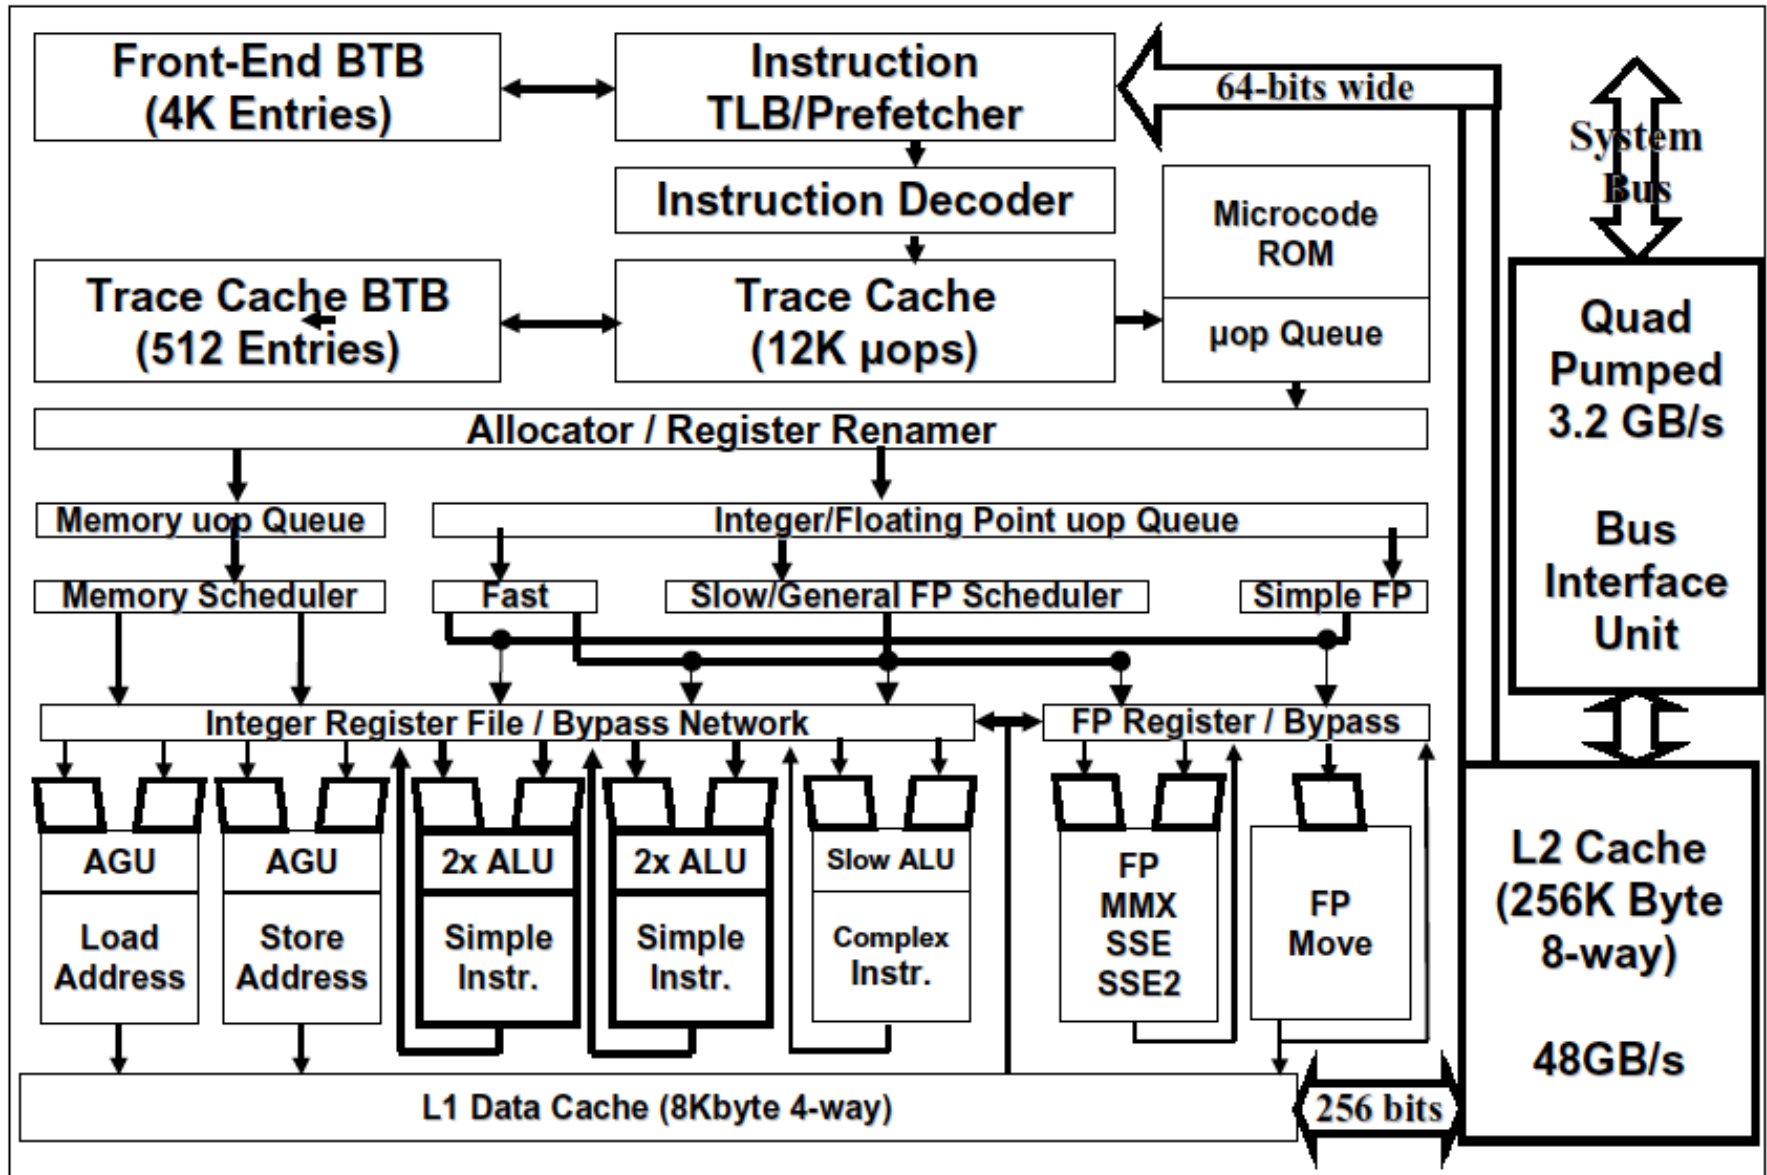 Front-End BTB
(4K Entries)
Instruction
TLB/Prefetcher
64-bits wide
System
Bus
Instruction Decoder
Microcode
ROM
Trace Cache BTB
(512 Entries)
Trace Cache
(12K µops)
µop Queue
Quad
Pumped
3.2 GB/s
Bus
Interface
Unit
Allocator / Register Renamer
Memory uop Queue
Integer/Floating Point uop Queue
Memory Scheduler
Fast
Slow/General FP Scheduler
Simple FP
Integer Register File / Bypass Network
FP Register / Bypass
AGU
Load
Address
AGU
Store
Address
2x ALU
Simple
Instr.
2x ALU
Simple
Instr.
Slow ALU
Complex
Instr.
FP
MMX
SSE
SSE2
FP
Move
L2 Cache
(256K Byte
8-way)
48GB/s
L1 Data Cache (8Kbyte 4-way)
256 bits